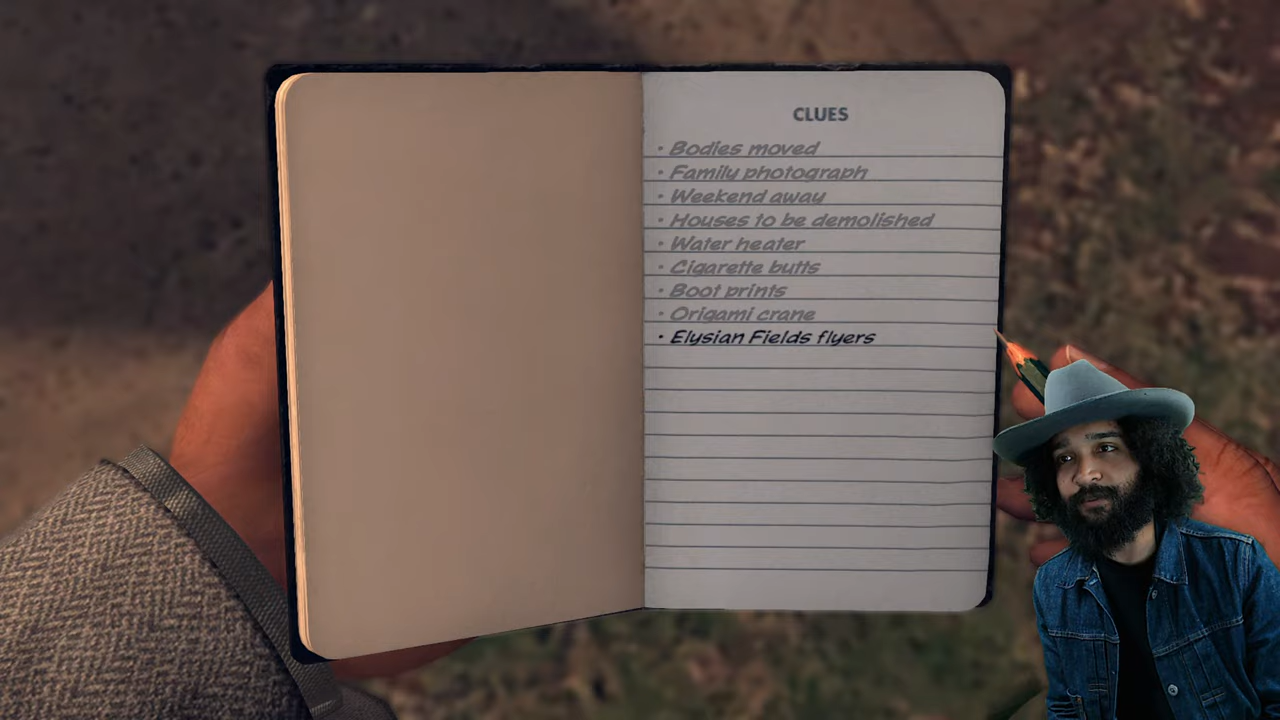 CLUES
• Bodies moved
• Family photograph
• Weekend away
• Houses to be demolished
• Water heater
• Cigarette butts
• Boot prints
• Origami crane
• Elysian Fields flyers